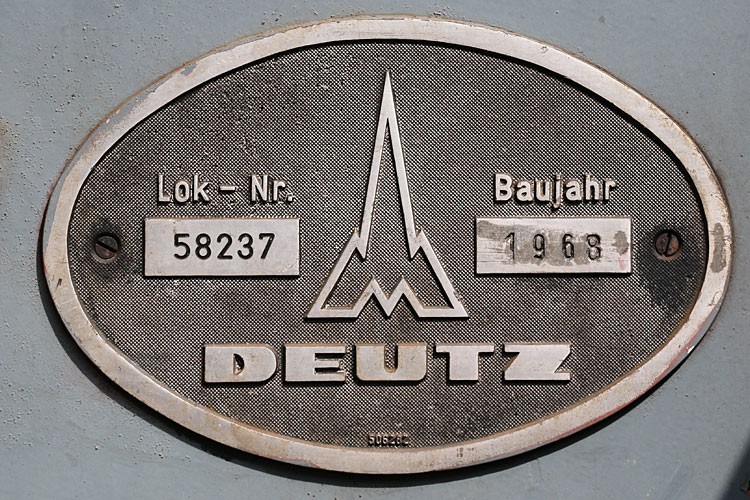 Lok - Nr.
58237
Baujahr
1968
DEUTZ